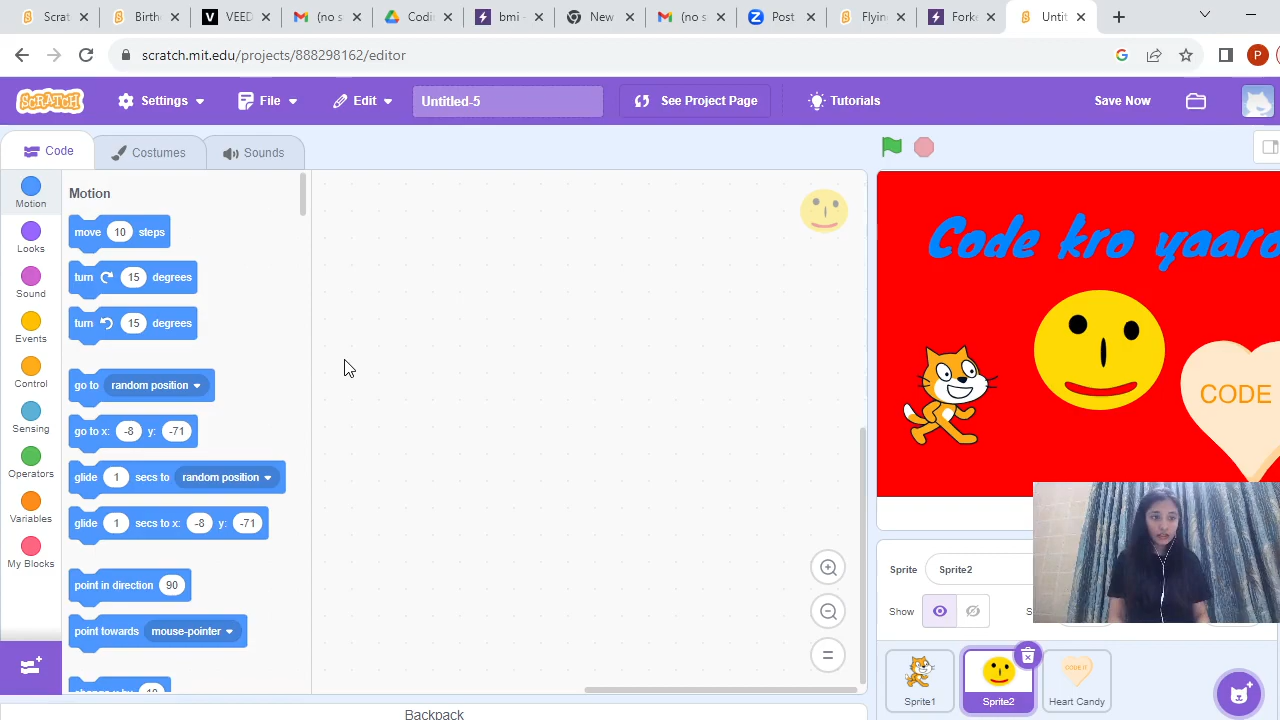 Scrat
Birth
V
VEED
(no s
Codi
bmi -
New
(no s
Post
Flyin
Fork
Untit
scratch.mit.edu/projects/888298162/editor
P
SCRATCH
Settings
File
Edit
Untitled-5
See Project Page
Tutorials
Save Now
Code
Costumes
Sounds
Motion
Looks
Sound
Events
Control
Sensing
Operators
Variables
My Blocks
Motion
move 10 steps
turn 15 degrees
turn 15 degrees
go to random position
go to x: -8 y: -71
glide 1 secs to random position
glide 1 secs to x: -8 y: -71
point in direction 90
point towards mouse-pointer
Code kro yaaro
CODE
Sprite
Sprite2
Show
S
Sprite1
Sprite2
Heart Candy
Backpack